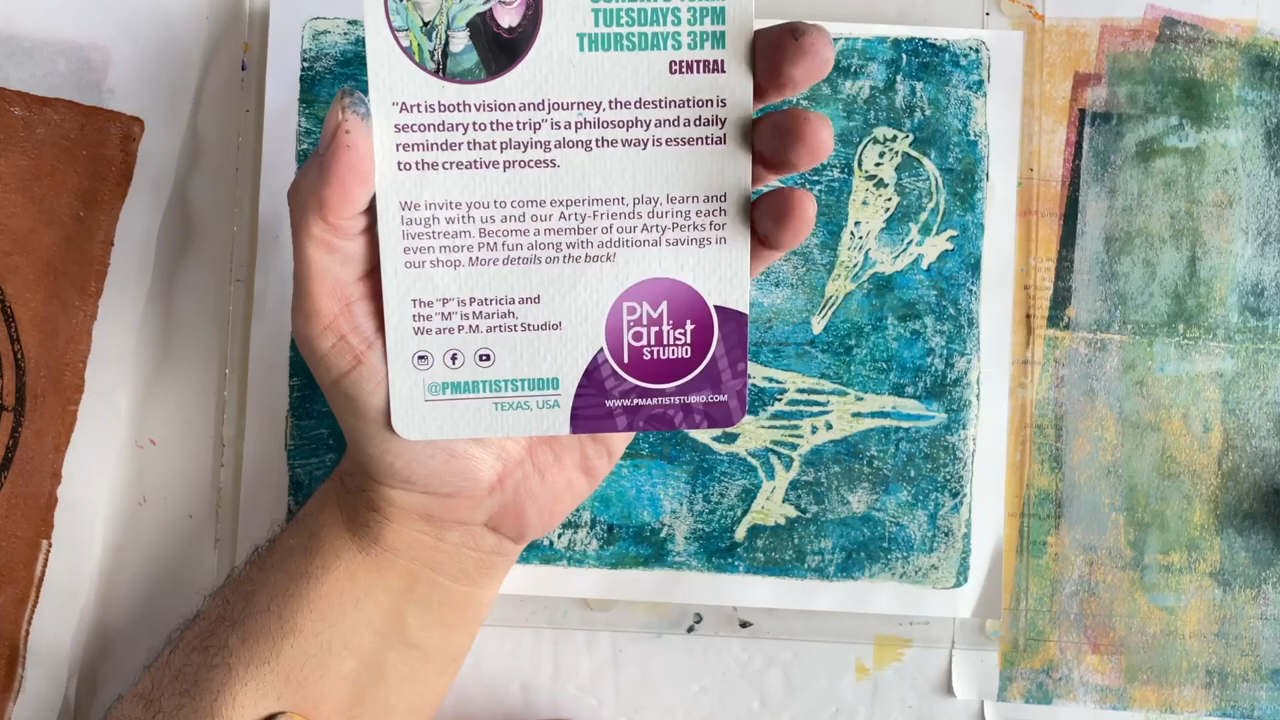 TUESDAYS 3PM
THURSDAYS 3PM
CENTRAL
“Art is both vision and journey, the destination is
secondary to the trip” is a philosophy and a daily
reminder that playing along the way is essential
to the creative process.
We invite you to come experiment, play, learn and
laugh with us and our Arty-Friends during each
livestream. Become a member of our Arty-Perks for
even more PM fun along with additional savings in
our shop. More details on the back!
The “P” is Patricia and
the “M” is Mariah,
We are P.M. artist Studio!
PM
artist
STUDIO
@PMARTISTSTUDIO
TEXAS, USA
WWW.PMARTISTSTUDIO.COM